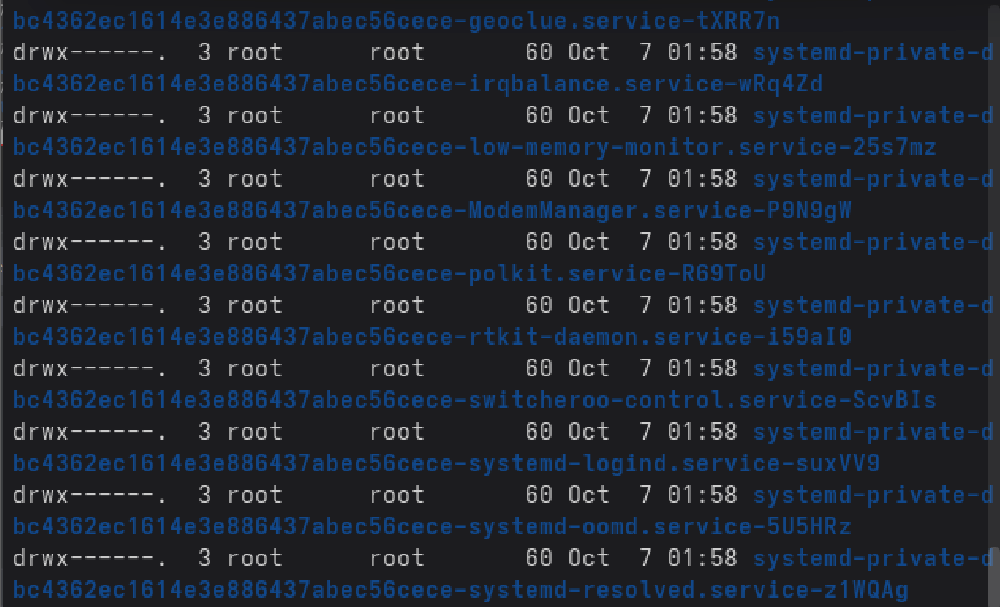 bc4362ec1614e3e886437abec56cece-geoclue.service-tXRR7n
drwx------.  3 root      root       60 Oct  7 01:58 systemd-private-d
bc4362ec1614e3e886437abec56cece-irqbalance.service-wRq4Zd
drwx------.  3 root      root       60 Oct  7 01:58 systemd-private-d
bc4362ec1614e3e886437abec56cece-low-memory-monitor.service-25s7mz
drwx------.  3 root      root       60 Oct  7 01:58 systemd-private-d
bc4362ec1614e3e886437abec56cece-ModemManager.service-P9N9gW
drwx------.  3 root      root       60 Oct  7 01:58 systemd-private-d
bc4362ec1614e3e886437abec56cece-polkit.service-R69ToU
drwx------.  3 root      root       60 Oct  7 01:58 systemd-private-d
bc4362ec1614e3e886437abec56cece-rtkit-daemon.service-i59aI0
drwx------.  3 root      root       60 Oct  7 01:58 systemd-private-d
bc4362ec1614e3e886437abec56cece-switcheroo-control.service-ScvBIs
drwx------.  3 root      root       60 Oct  7 01:58 systemd-private-d
bc4362ec1614e3e886437abec56cece-systemd-logind.service-suxVV9
drwx------.  3 root      root       60 Oct  7 01:58 systemd-private-d
bc4362ec1614e3e886437abec56cece-systemd-oomd.service-5U5HRz
drwx------.  3 root      root       60 Oct  7 01:58 systemd-private-d
bc4362ec1614e3e886437abec56cece-systemd-resolved.service-z1WQAg